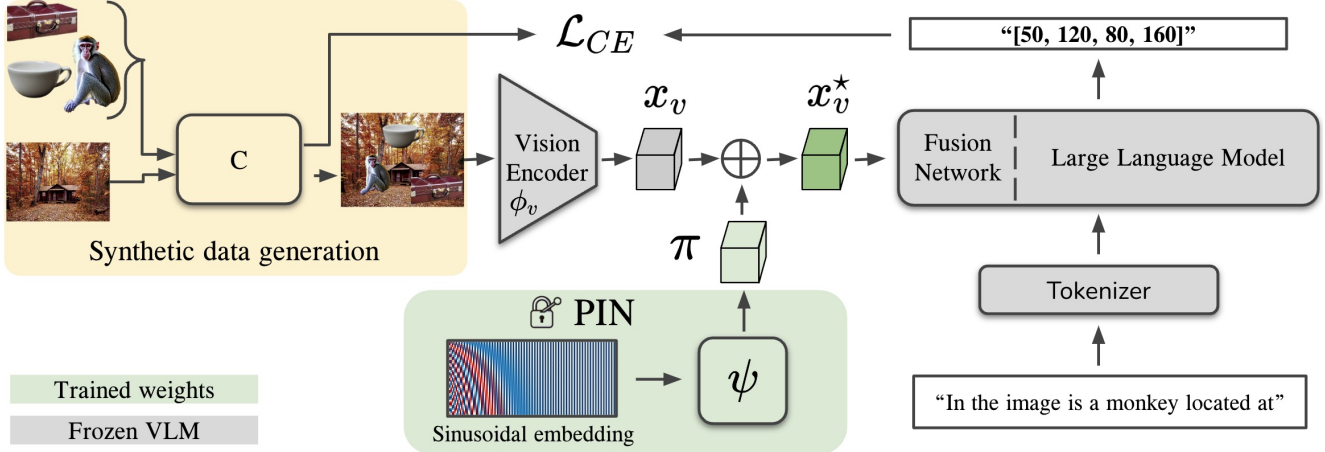 C
Synthetic data generation
𝓛_CE
"[50, 120, 80, 160]"
Vision
Encoder
ϕ_v
x_v
x_v^⋆
Fusion
Network
Large Language Model
π
PIN
ψ
Sinusoidal embedding
Tokenizer
"In the image is a monkey located at"
Trained weights
Frozen VLM